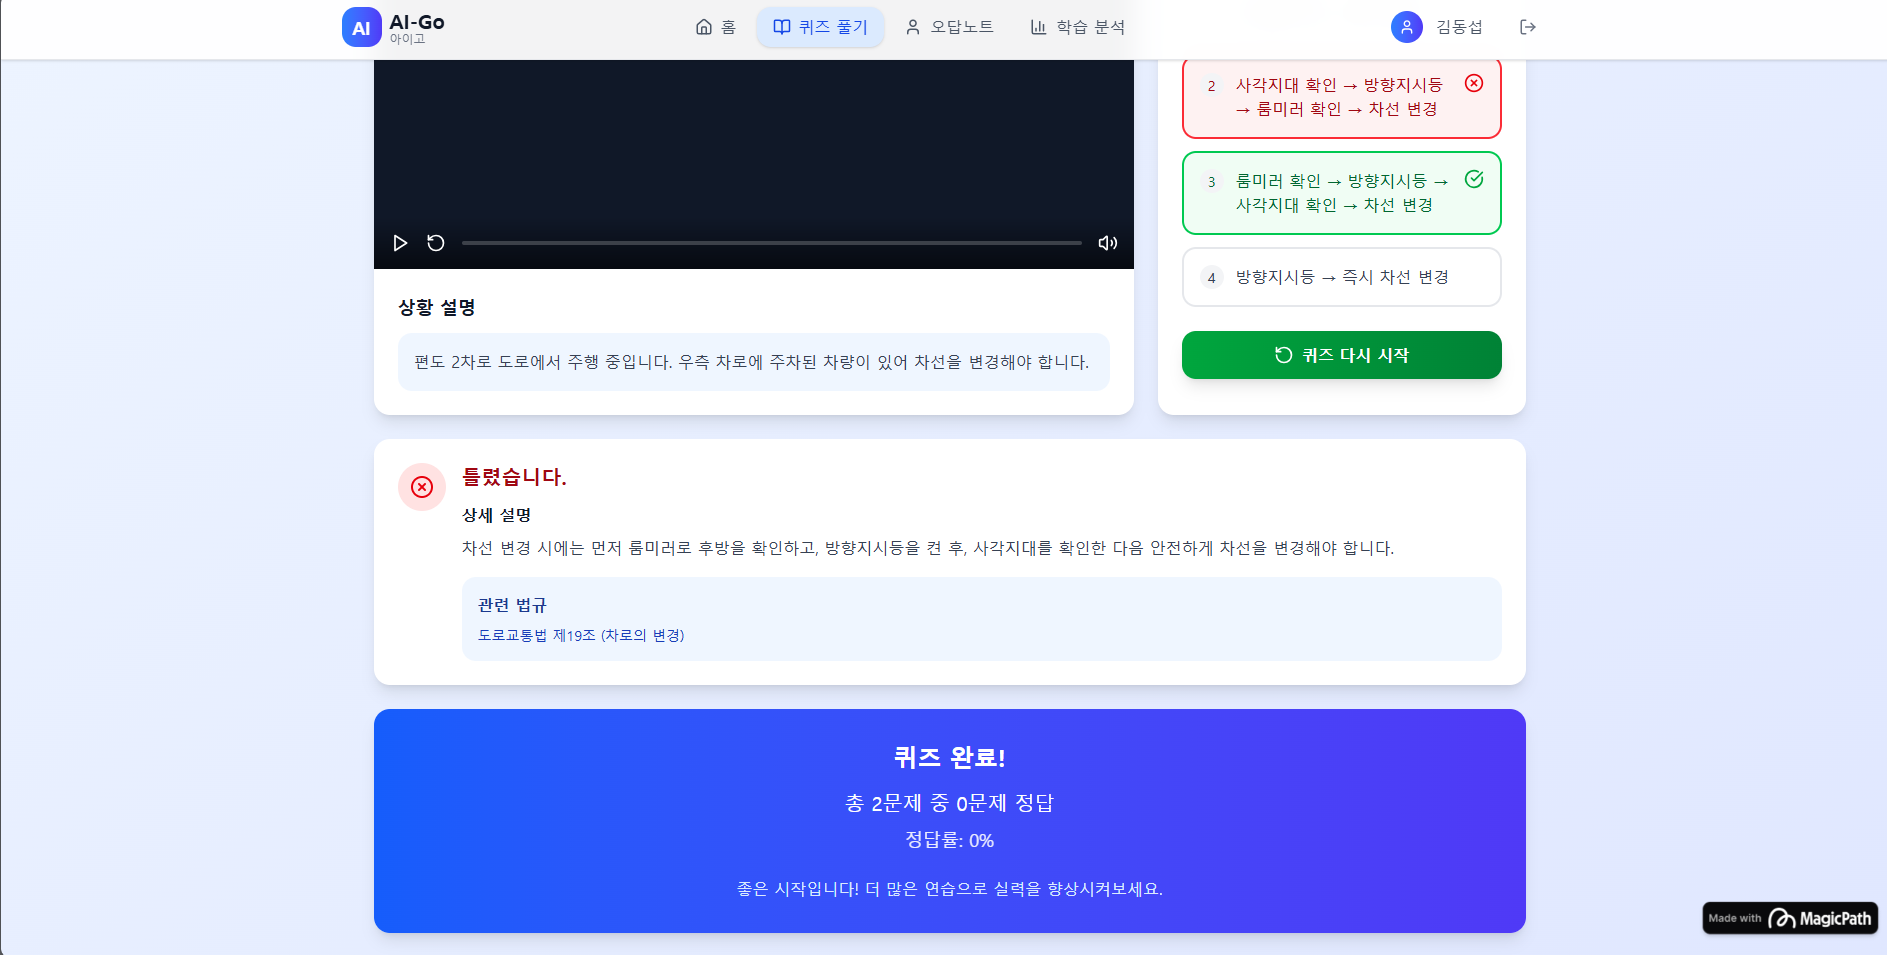 AI
AI-Go
아이고
홈
퀴즈 풀기
오답노트
학습 분석
김동섭
2
사각지대 확인 → 방향지시등
→ 룸미러 확인 → 차선 변경
3
룸미러 확인 → 방향지시등 →
사각지대 확인 → 차선 변경
4
방향지시등 → 즉시 차선 변경
퀴즈 다시 시작
상황 설명
편도 2차로 도로에서 주행 중입니다. 우측 차로에 주차된 차량이 있어 차선을 변경해야 합니다.
틀렸습니다.
상세 설명
차선 변경 시에는 먼저 룸미러로 후방을 확인하고, 방향지시등을 켠 후, 사각지대를 확인한 다음 안전하게 차선을 변경해야 합니다.
관련 법규
도로교통법 제19조 (차로의 변경)
퀴즈 완료!
총 2문제 중 0문제 정답
정답률: 0%
좋은 시작입니다! 더 많은 연습으로 실력을 향상시켜보세요.
Made with MagicPath